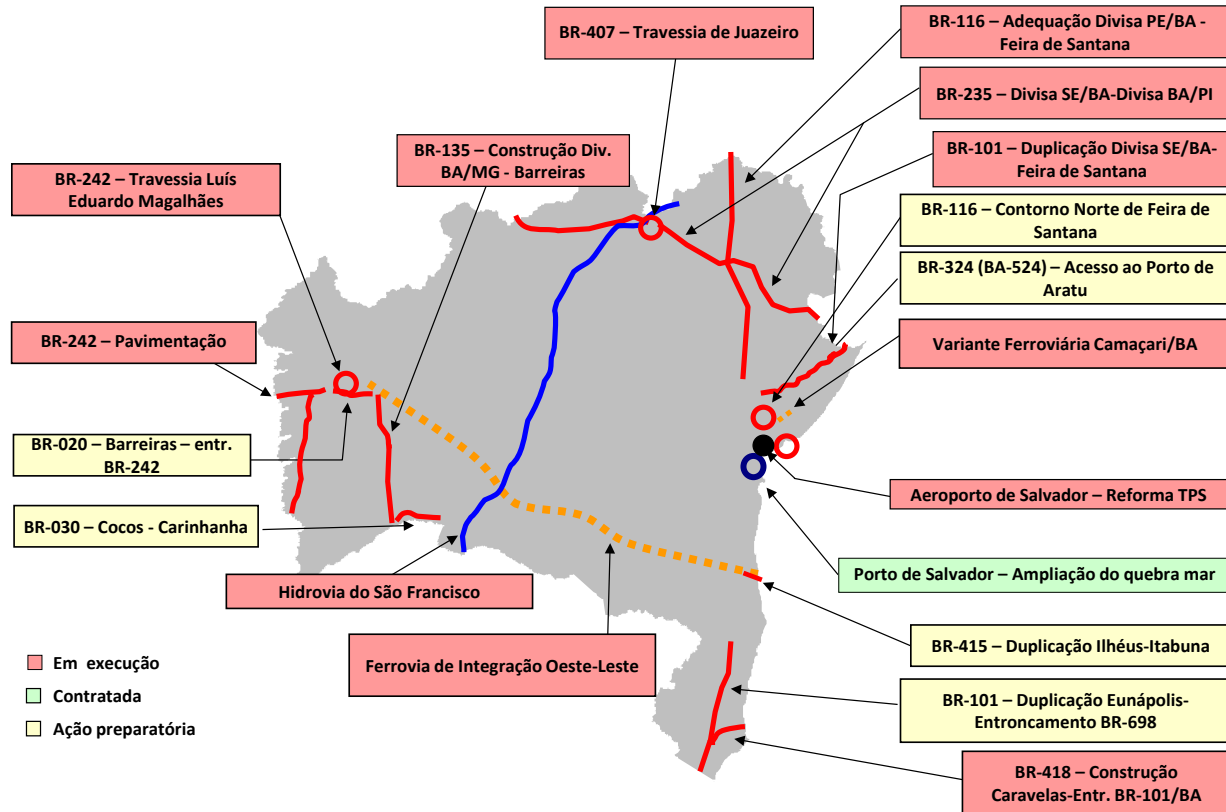 BR-407 – Travessia de Juazeiro
BR-116 – Adequação Divisa PE/BA -
Feira de Santana
BR-235 – Divisa SE/BA-Divisa BA/PI
BR-135 – Construção Div.
BA/MG - Barreiras
BR-101 – Duplicação Divisa SE/BA-
Feira de Santana
BR-242 – Travessia Luís
Eduardo Magalhães
BR-116 – Contorno Norte de Feira de
Santana
BR-324 (BA-524) – Acesso ao Porto de
Aratu
BR-242 – Pavimentação
Variante Ferroviária Camaçari/BA
BR-020 – Barreiras – entr.
BR-242
Aeroporto de Salvador – Reforma TPS
BR-030 – Cocos - Carinhanha
Porto de Salvador – Ampliação do quebra mar
Hidrovia do São Francisco
BR-415 – Duplicação Ilhéus-Itabuna
Ferrovia de Integração Oeste-Leste
BR-101 – Duplicação Eunápolis-
Entroncamento BR-698
BR-418 – Construção
Caravelas-Entr. BR-101/BA
Em execução
Contratada
Ação preparatória